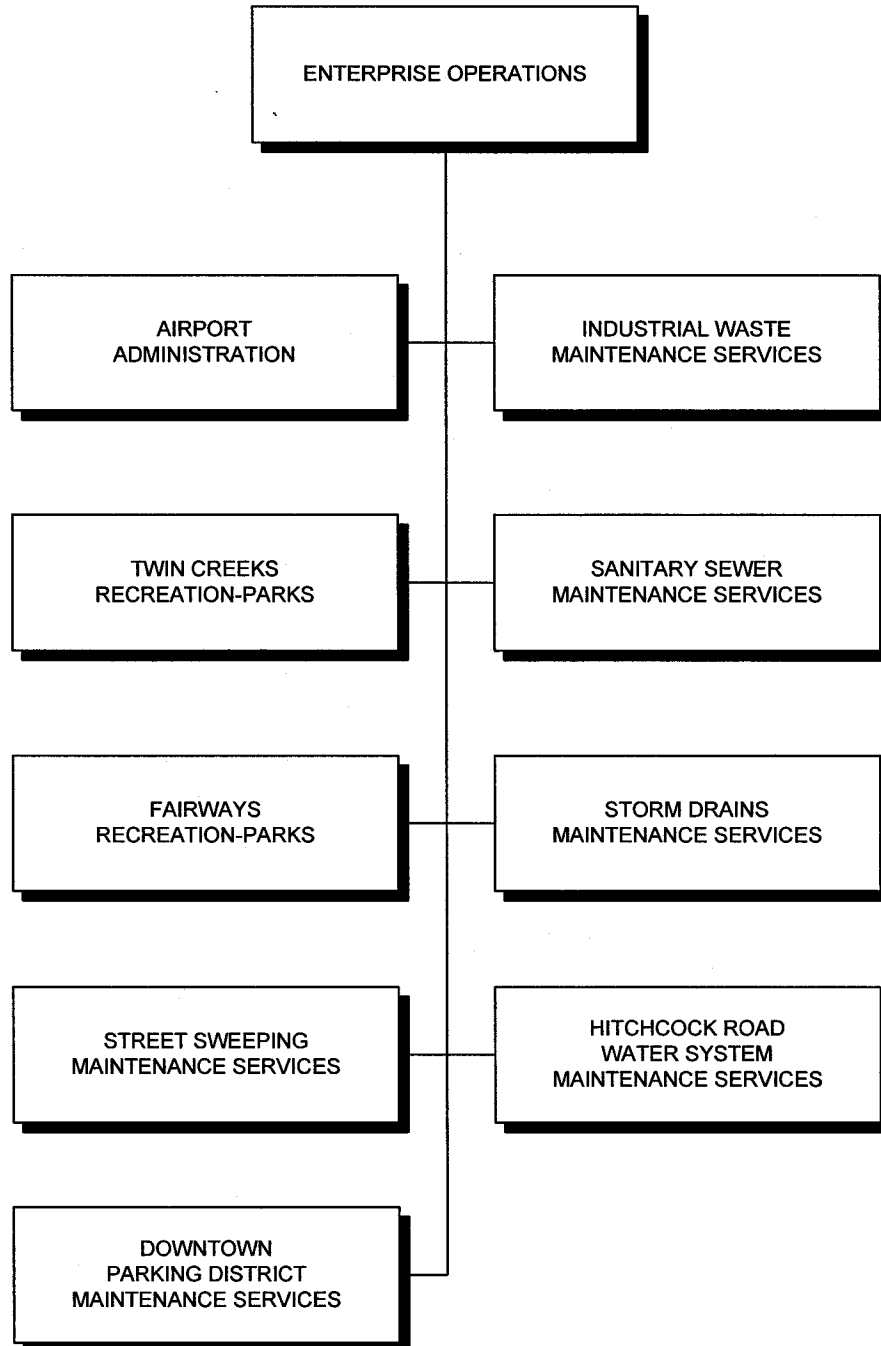 ENTERPRISE OPERATIONS
AIRPORT
ADMINISTRATION
INDUSTRIAL WASTE
MAINTENANCE SERVICES
TWIN CREEKS
RECREATION-PARKS
SANITARY SEWER
MAINTENANCE SERVICES
FAIRWAYS
RECREATION-PARKS
STORM DRAINS
MAINTENANCE SERVICES
STREET SWEEPING
MAINTENANCE SERVICES
HITCHCOCK ROAD
WATER SYSTEM
MAINTENANCE SERVICES
DOWNTOWN
PARKING DISTRICT
MAINTENANCE SERVICES